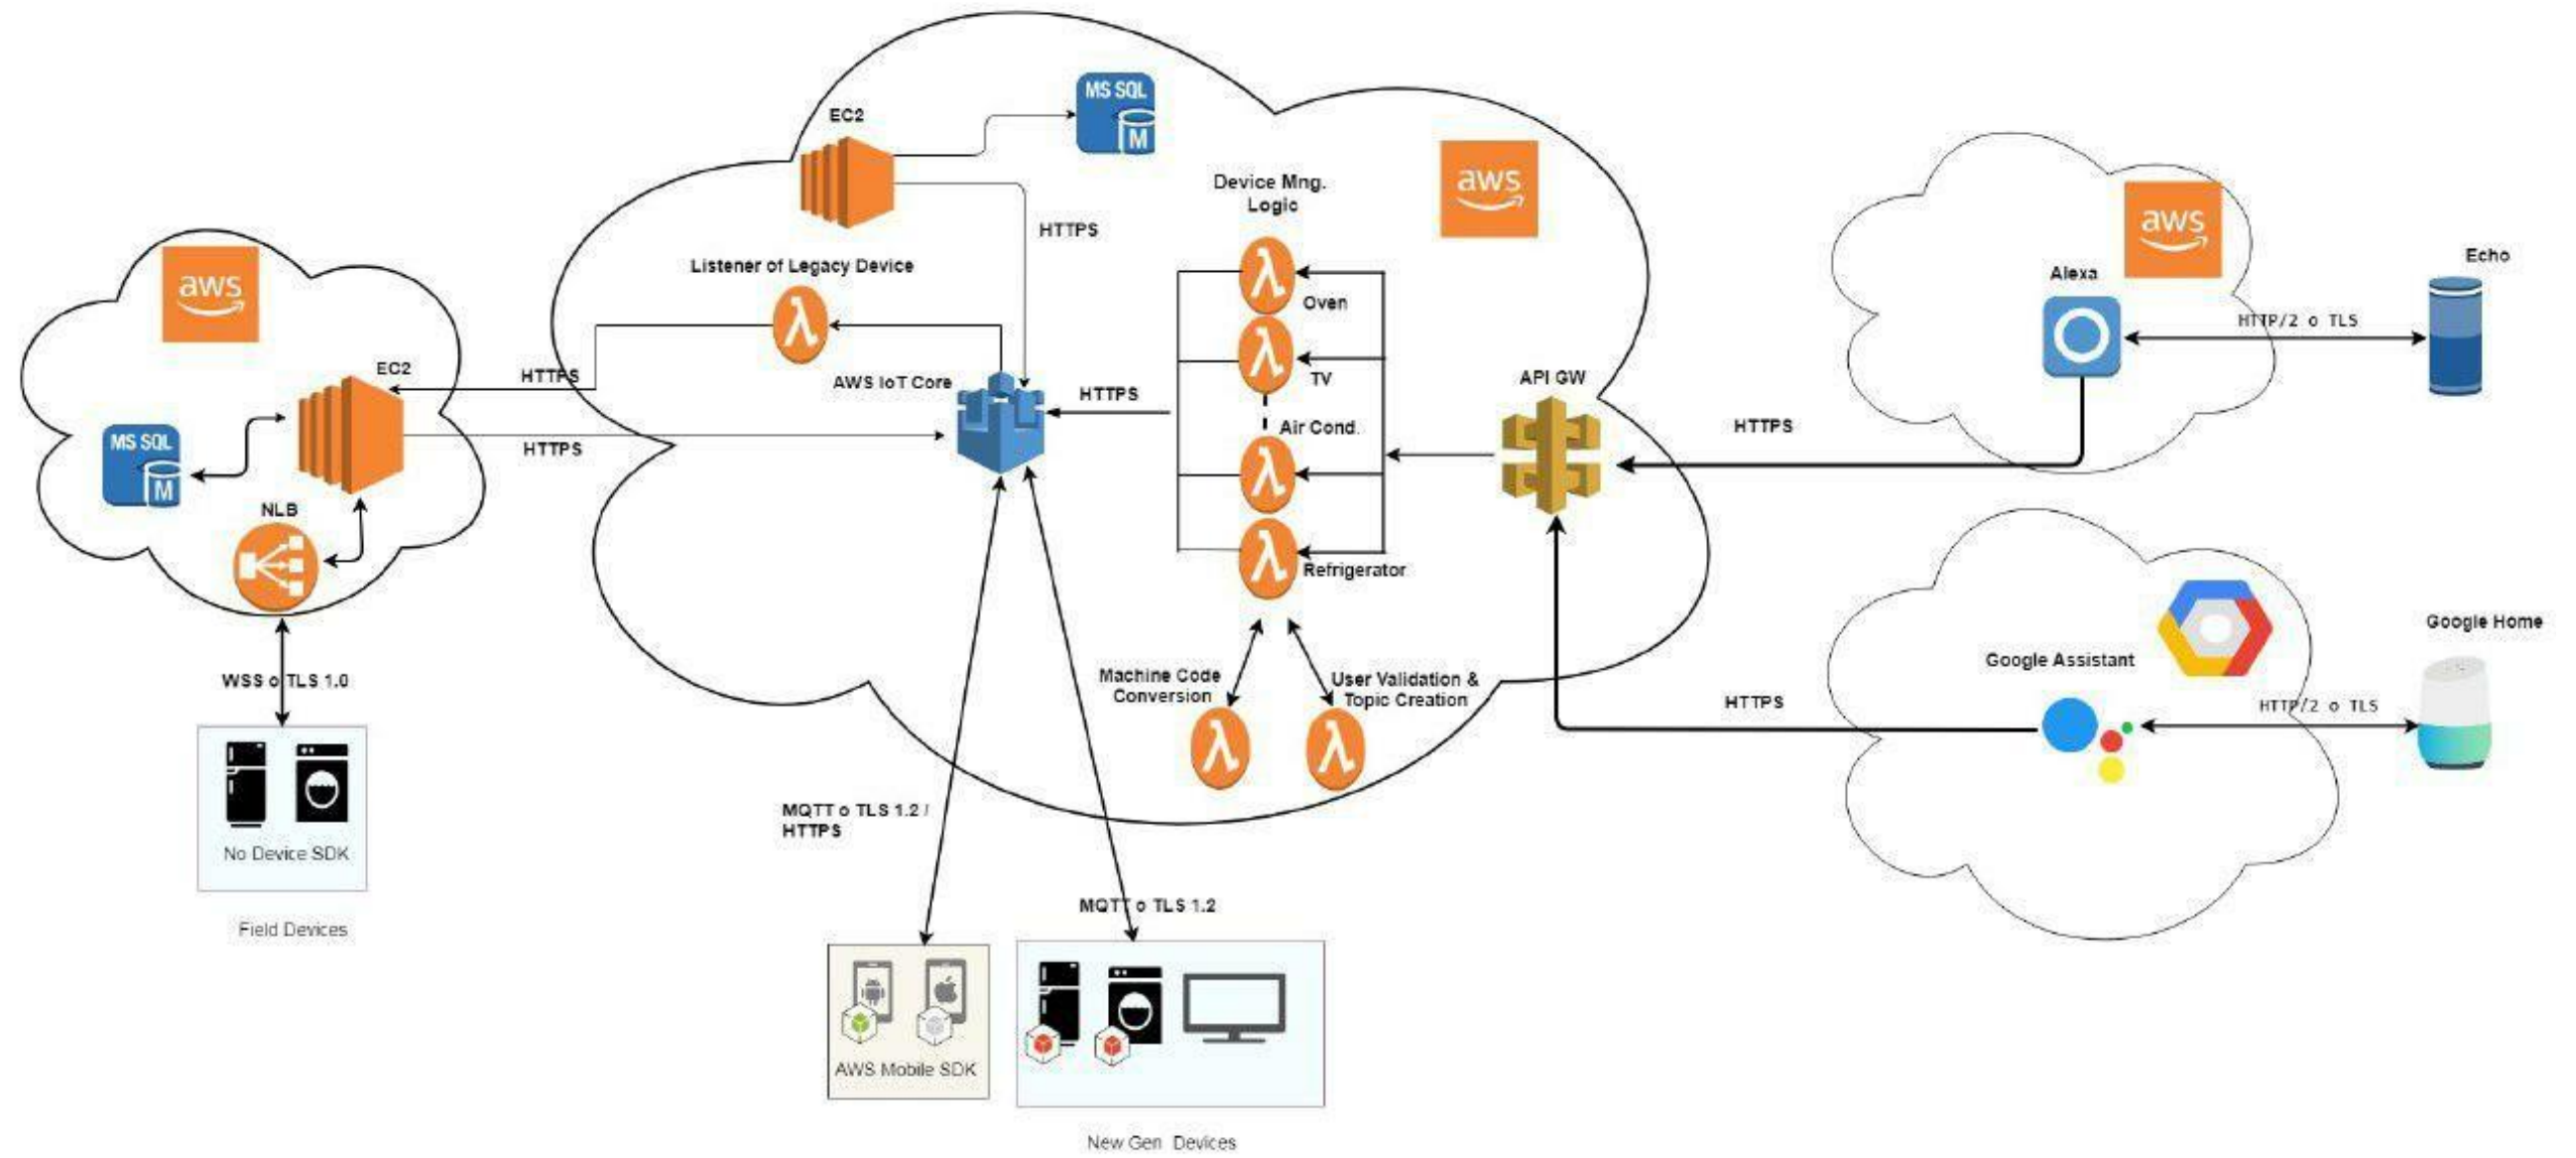 MS SQL
M
EC2
aws
Device Mng.
Logic
HTTPS
Listener of Legacy Device
Oven
TV
Air Cond.
Refrigerator
AWS IoT Core
HTTPS
API GW
aws
EC2
HTTPS
HTTPS
MS SQL
M
NLB
WSS o TLS 1.0
No Device SDK
Field Devices
Machine Code
Conversion
User Validation &
Topic Creation
MQTT o TLS 1.2 /
HTTPS
MQTT o TLS 1.2
AWS Mobile SDK
New Gen Devices
aws
Alexa
Echo
HTTP/2 o TLS
HTTPS
Google Assistant
Google Home
HTTP/2 o TLS
HTTPS